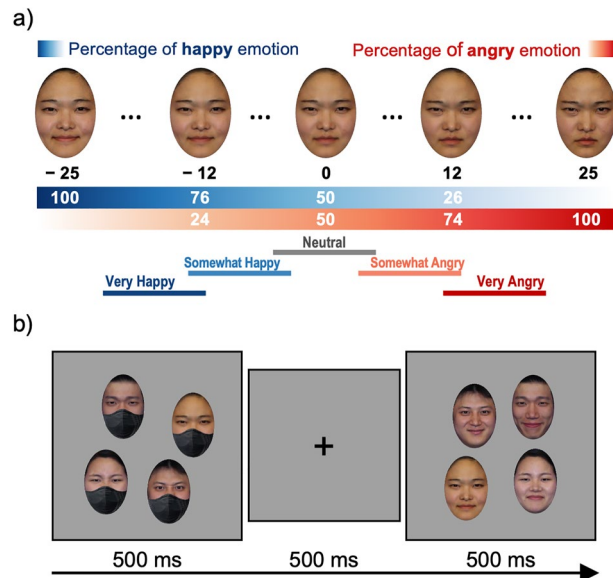 a)
Percentage of happy emotion Percentage of angry emotion
... ... ... ...
– 25 – 12 0 12 25
100 76 50 26
24 50 74 100
Neutral
Somewhat Happy Somewhat Angry
Very Happy Very Angry
b)
+
500 ms 500 ms 500 ms